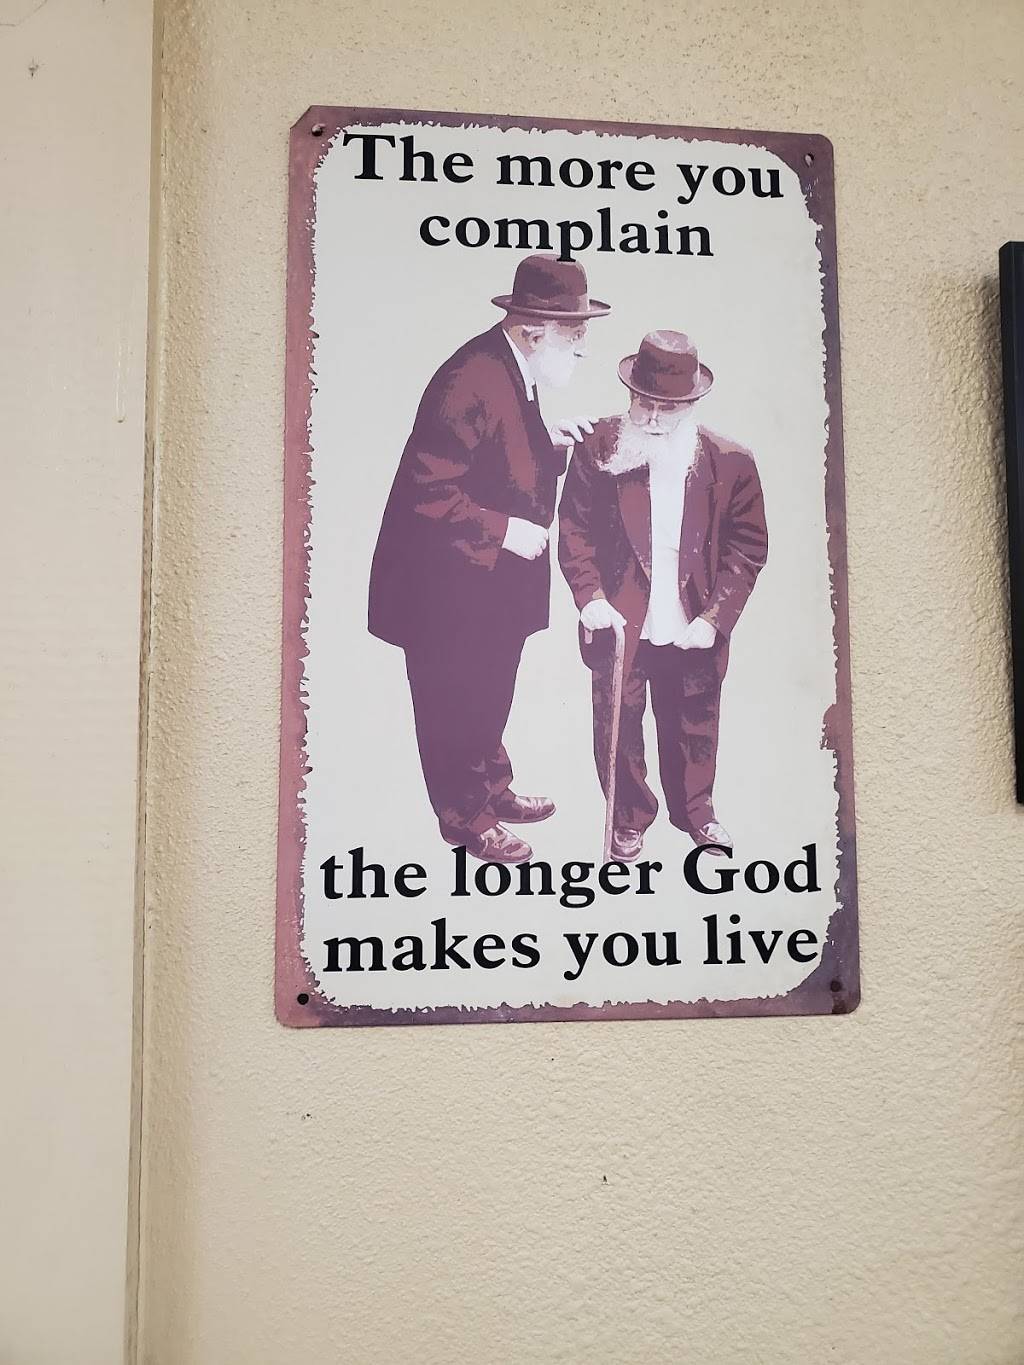 The more you
complain
the longer God
makes you live